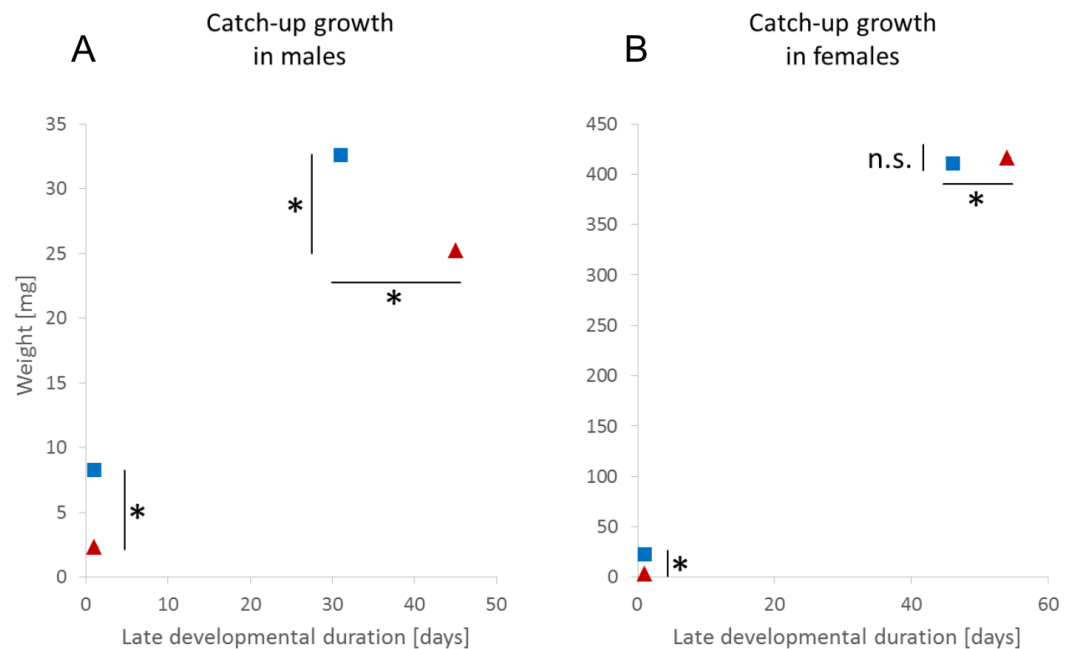 A
Catch-up growth
in males
35
30
25
20
15
10
5
0
0 10 20 30 40 50
Weight [mg]
Late developmental duration [days]
*
*
*
B
Catch-up growth
in females
450
400
350
300
250
200
150
100
50
0
0 20 40 60
Late developmental duration [days]
n.s.
*
*